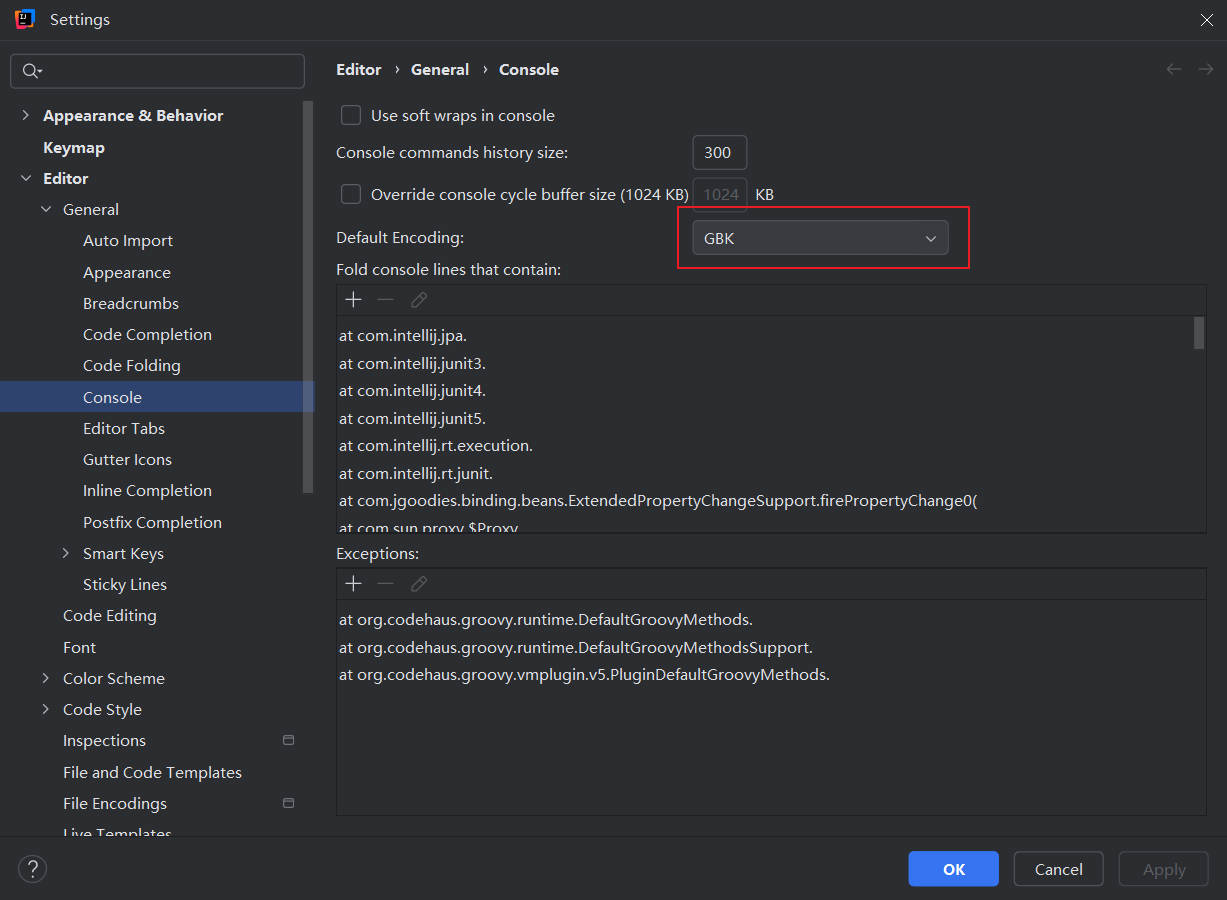 Settings
Editor › General › Console
Appearance & Behavior
Keymap
Editor
General
Auto Import
Appearance
Breadcrumbs
Code Completion
Code Folding
Console
Editor Tabs
Gutter Icons
Inline Completion
Postfix Completion
Smart Keys
Sticky Lines
Code Editing
Font
Color Scheme
Code Style
Inspections
File and Code Templates
File Encodings
Live Templates
Use soft wraps in console
Console commands history size: 300
Override console cycle buffer size (1024 KB) 1024 KB
Default Encoding: GBK
Fold console lines that contain:
at com.intellij.jpa.
at com.intellij.junit3.
at com.intellij.junit4.
at com.intellij.junit5.
at com.intellij.rt.execution.
at com.intellij.rt.junit.
at com.jgoodies.binding.beans.ExtendedPropertyChangeSupport.firePropertyChange0(
at com.sun.proxy.$Proxy
Exceptions:
at org.codehaus.groovy.runtime.DefaultGroovyMethods.
at org.codehaus.groovy.runtime.DefaultGroovyMethodsSupport.
at org.codehaus.groovy.vmplugin.v5.PluginDefaultGroovyMethods.
? OK Cancel Apply